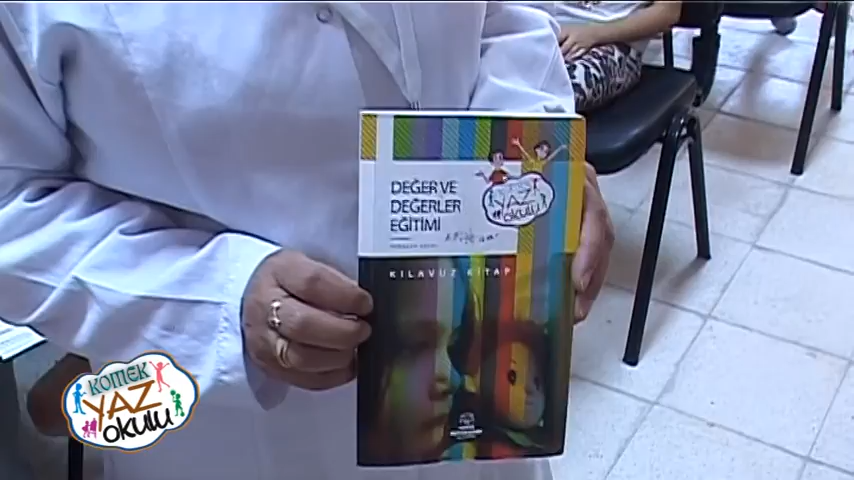 DEĞER VE
DEĞERLER
EĞİTİMİ
YAZ
OKULU
KILAVUZ KİTAP
KOMEK
YAZ
OKULU